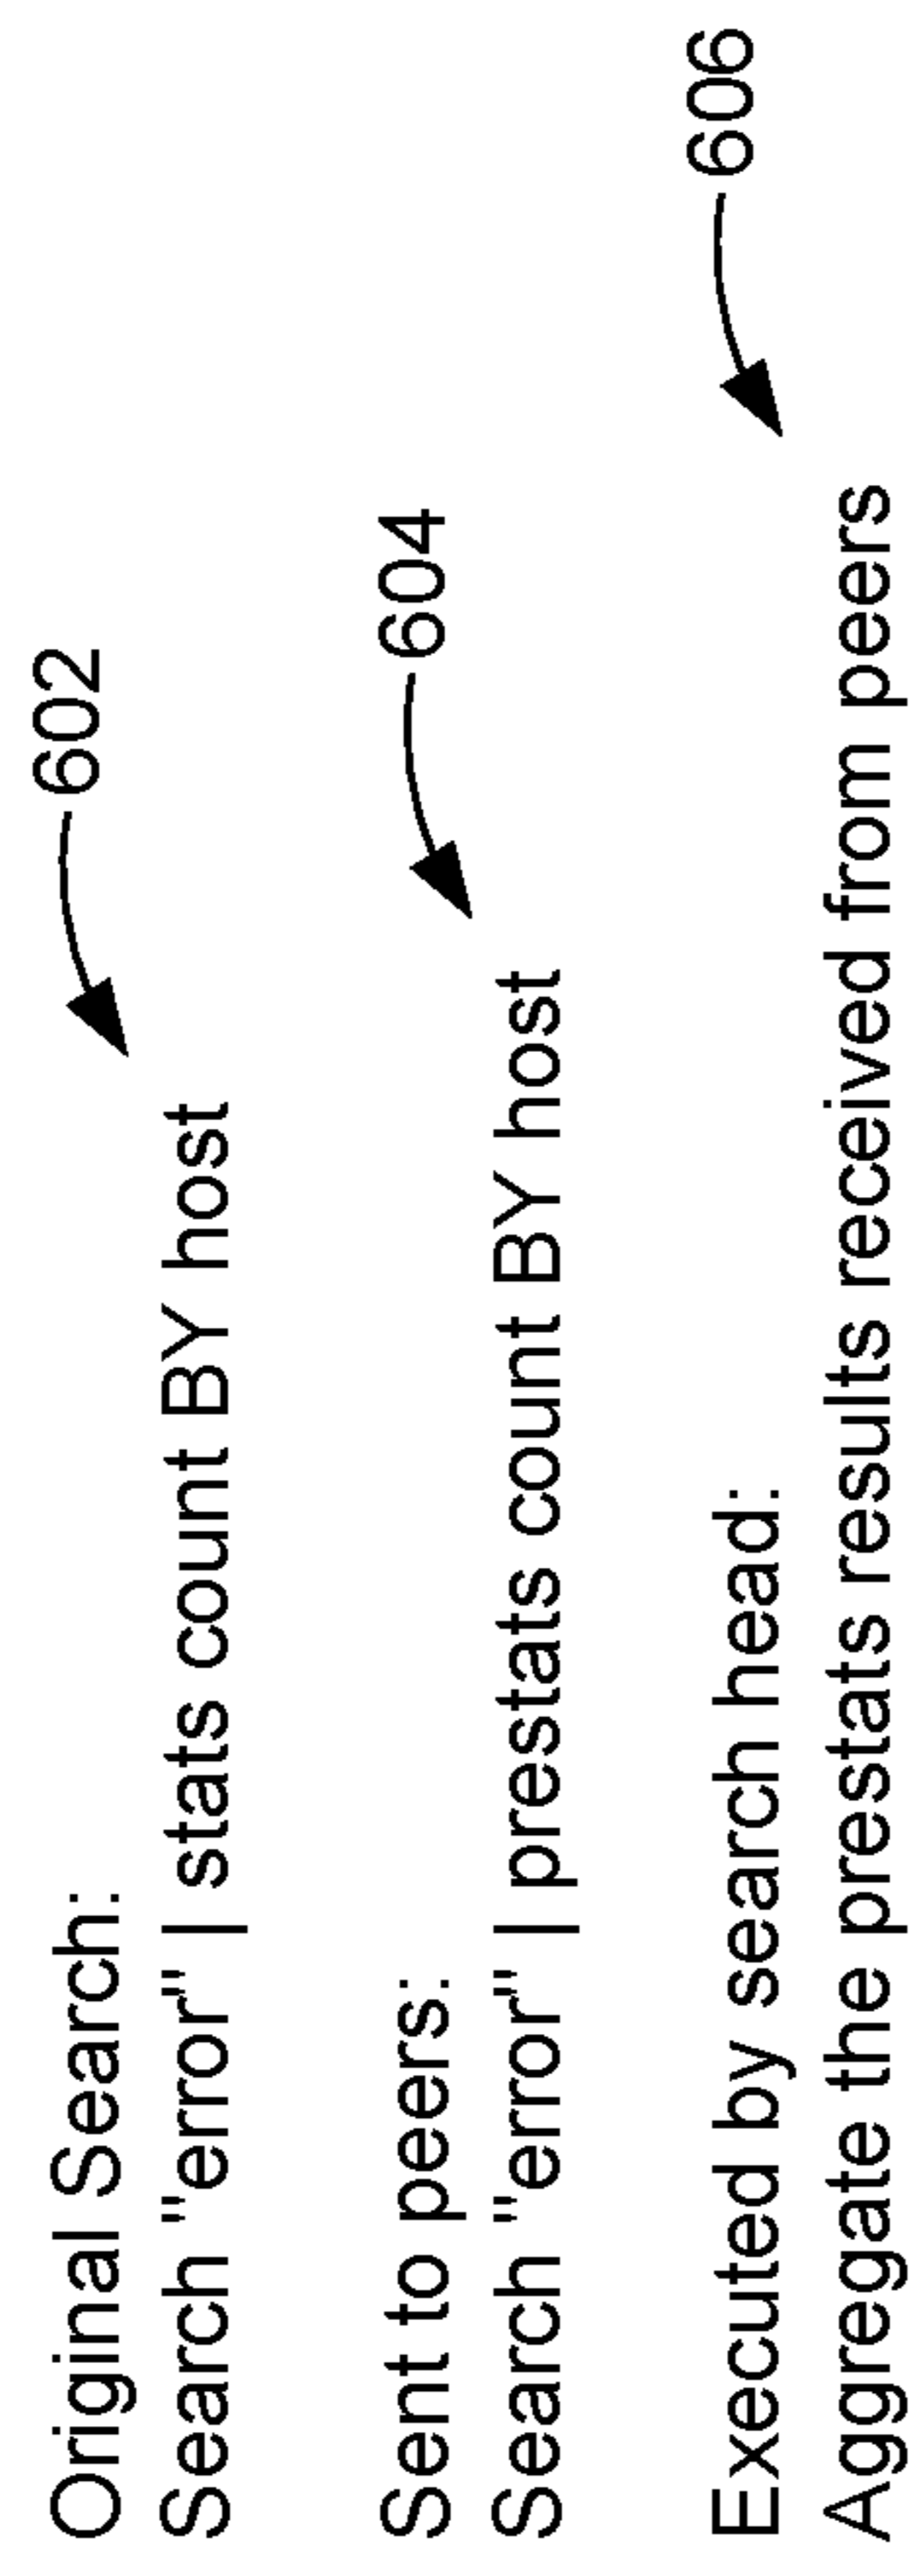 Original Search: 602
Search "error" | stats count BY host
Sent to peers: 604
Search "error" | prestats count BY host
Executed by search head: 606
Aggregate the prestats results received from peers